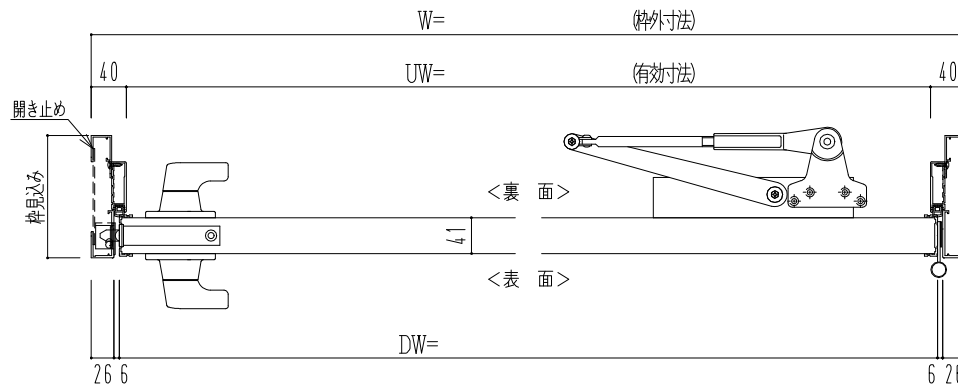 W= (枠外寸法)
40 UW= (有効寸法) 40
開き止め
枠見込み
＜裏 面＞
41
＜表 面＞
DW=
26 6 6 26